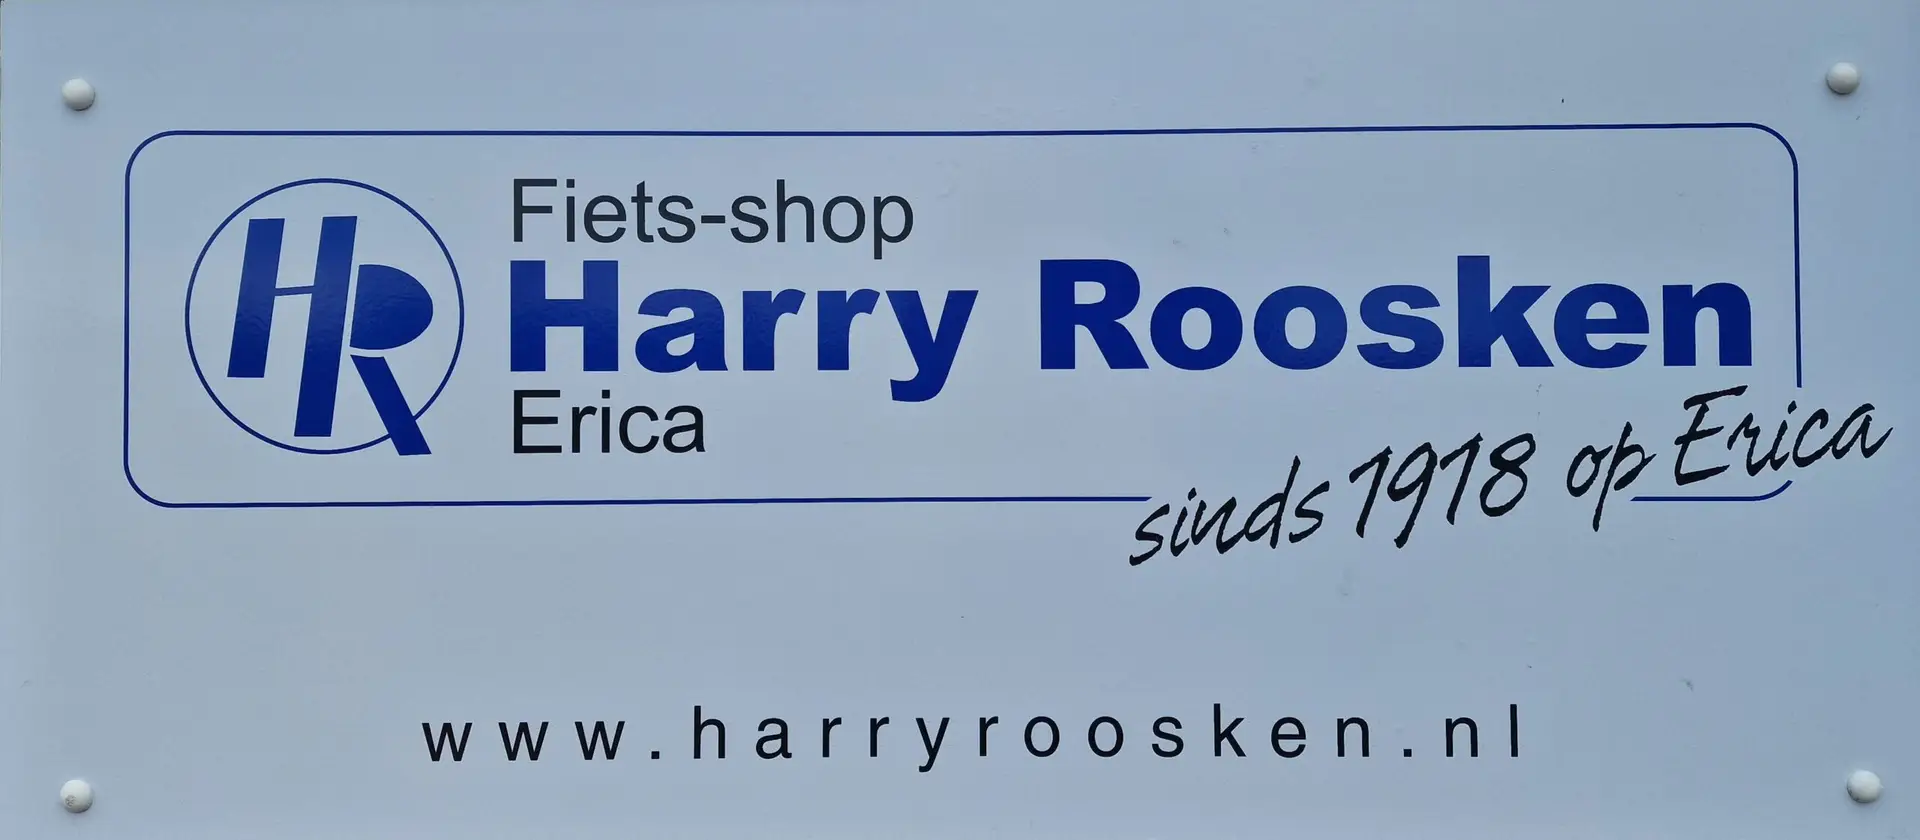 HR
Fiets-shop
Harry Roosken
Erica
sinds 1918 op Erica
www.harryroosken.nl